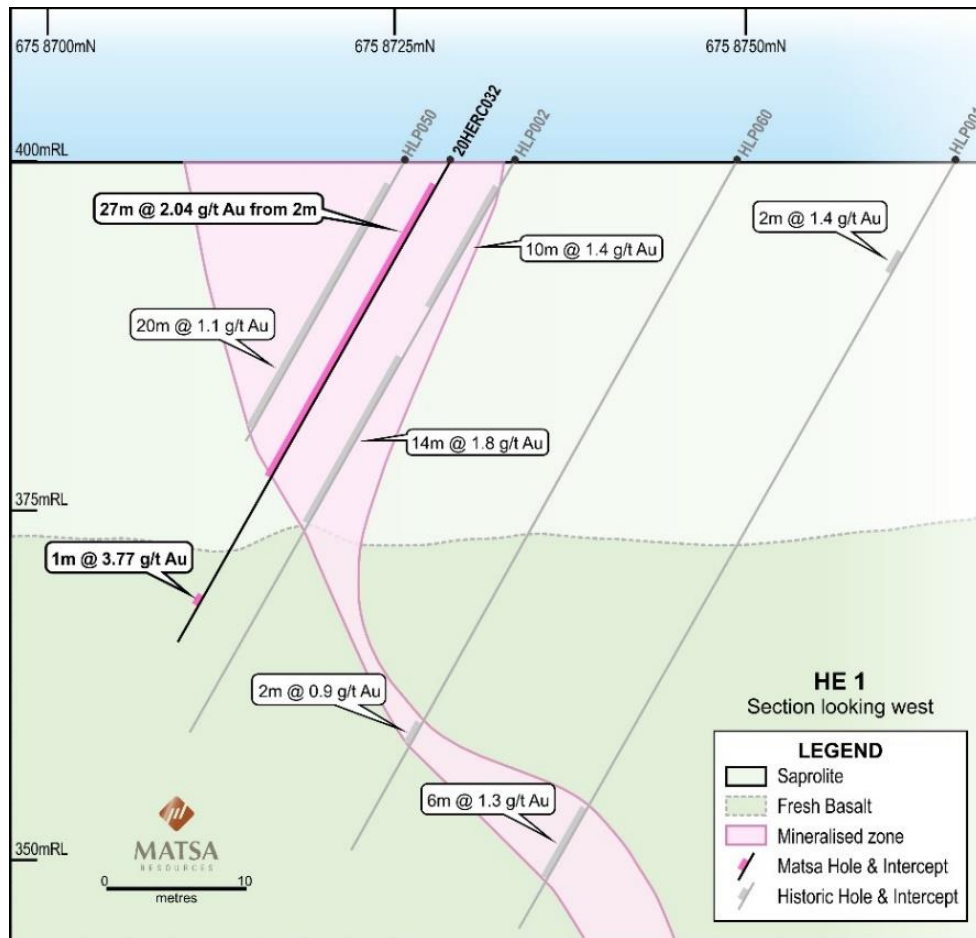 675 8700mN
675 8725mN
675 8750mN
HLP050
20HERC032
HLP002
HLP060
HLP001
400mRL
27m @ 2.04 g/t Au from 2m
2m @ 1.4 g/t Au
10m @ 1.4 g/t Au
20m @ 1.1 g/t Au
14m @ 1.8 g/t Au
375mRL
1m @ 3.77 g/t Au
2m @ 0.9 g/t Au
6m @ 1.3 g/t Au
350mRL
HE 1
Section looking west
LEGEND
Saprolite
Fresh Basalt
Mineralised zone
Matsa Hole & Intercept
Historic Hole & Intercept
MATSA
RESOURCES
0 10
metres